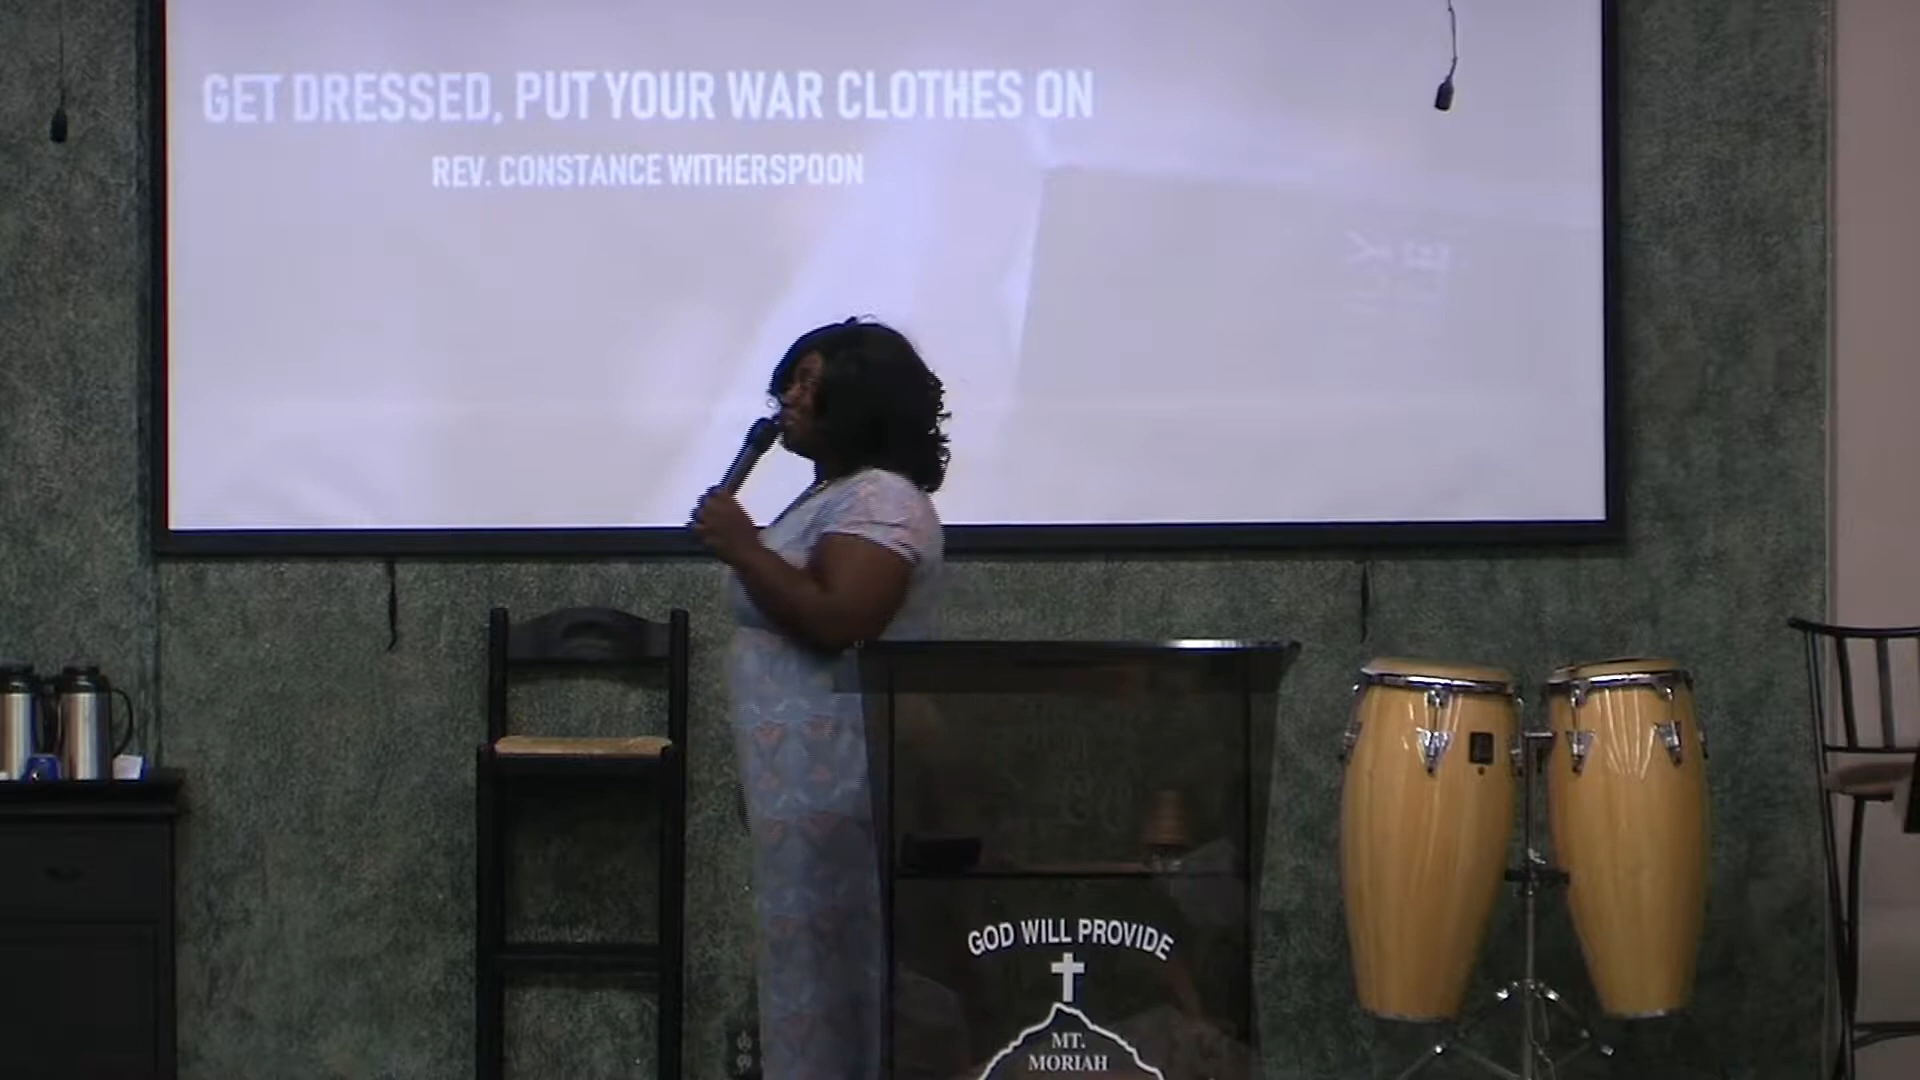 GET DRESSED, PUT YOUR WAR CLOTHES ON
REV. CONSTANCE WITHERSPOON
GOD WILL PROVIDE
MT.
MORIAH